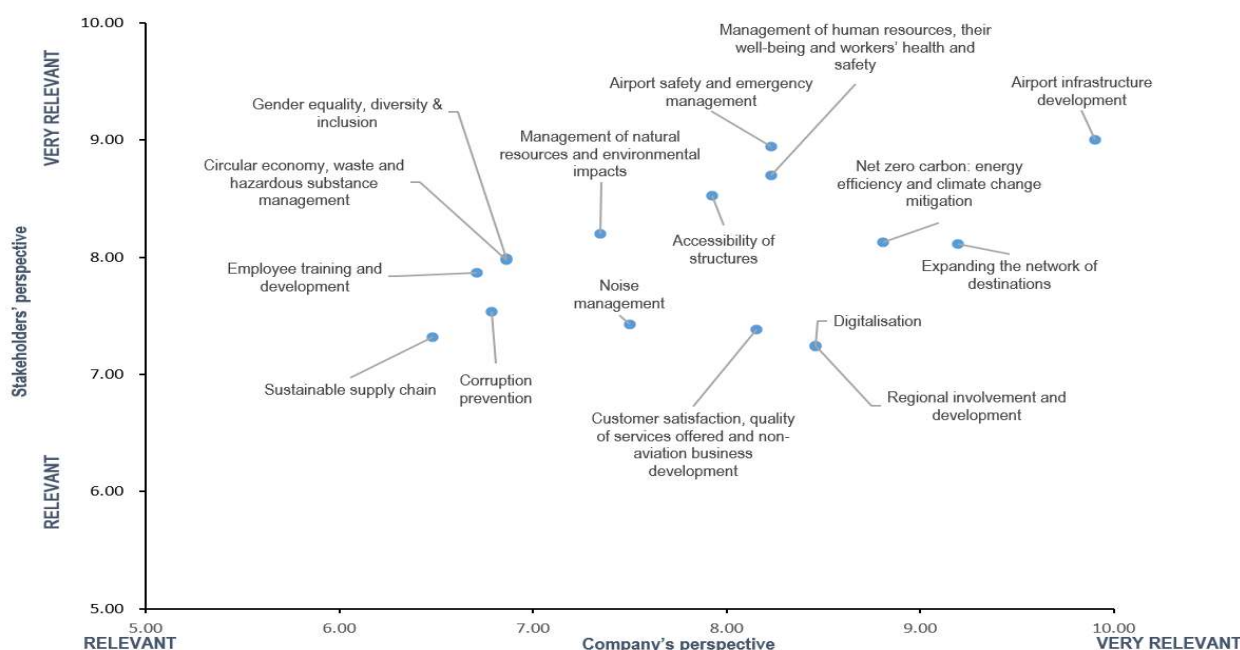 10.00
VERY RELEVANT
9.00
8.00
Stakeholders' perspective
7.00
RELEVANT
6.00
5.00
Management of human resources, their
well-being and workers' health and
safety
Airport safety and emergency
management
Airport infrastructure
development
Gender equality, diversity &
inclusion
Management of natural
resources and environmental
impacts
Circular economy, waste and
hazardous substance
management
Net zero carbon: energy
efficiency and climate change
mitigation
Accessibility of
structures
Employee training and
development
Expanding the network of
destinations
Noise
management
Digitalisation
Sustainable supply chain
Corruption
prevention
Regional involvement and
development
Customer satisfaction, quality
of services offered and non-
aviation business
development
5.00 6.00 7.00 8.00 9.00 10.00
RELEVANT Company's perspective VERY RELEVANT